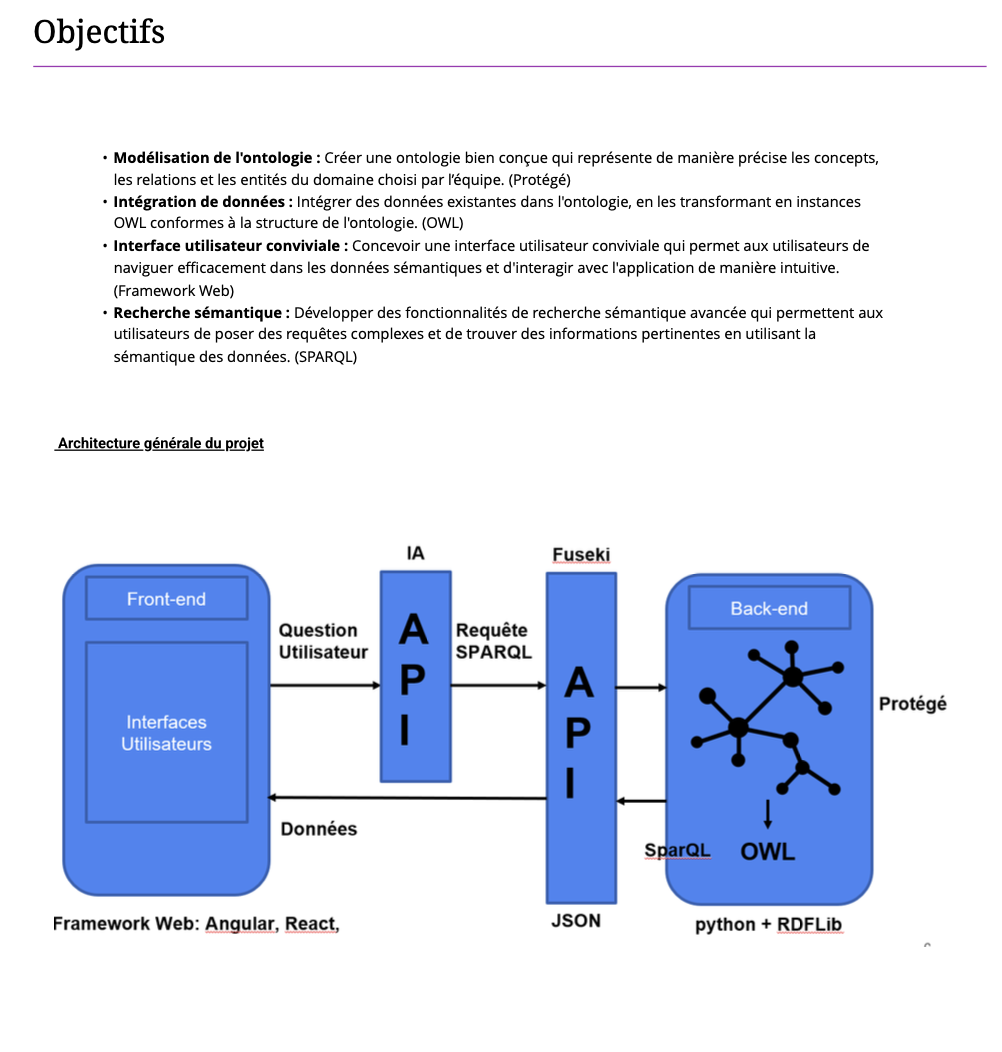 Objectifs
• Modélisation de l'ontologie : Créer une ontologie bien conçue qui représente de manière précise les concepts,
les relations et les entités du domaine choisi par l’équipe. (Protégé)
• Intégration de données : Intégrer des données existantes dans l'ontologie, en les transformant en instances
OWL conformes à la structure de l'ontologie. (OWL)
• Interface utilisateur conviviale : Concevoir une interface utilisateur conviviale qui permet aux utilisateurs de
naviguer efficacement dans les données sémantiques et d'interagir avec l'application de manière intuitive.
(Framework Web)
• Recherche sémantique : Développer des fonctionnalités de recherche sémantique avancée qui permettent aux
utilisateurs de poser des requêtes complexes et de trouver des informations pertinentes en utilisant la
sémantique des données. (SPARQL)
Architecture générale du projet
Front-end
Interfaces
Utilisateurs
Framework Web: Angular, React,
Question
Utilisateur
Données
IA
A
P
I
Requête
SPARQL
Fuseki
A
P
I
JSON
Back-end
SparQL
OWL
python + RDFLib
Protégé